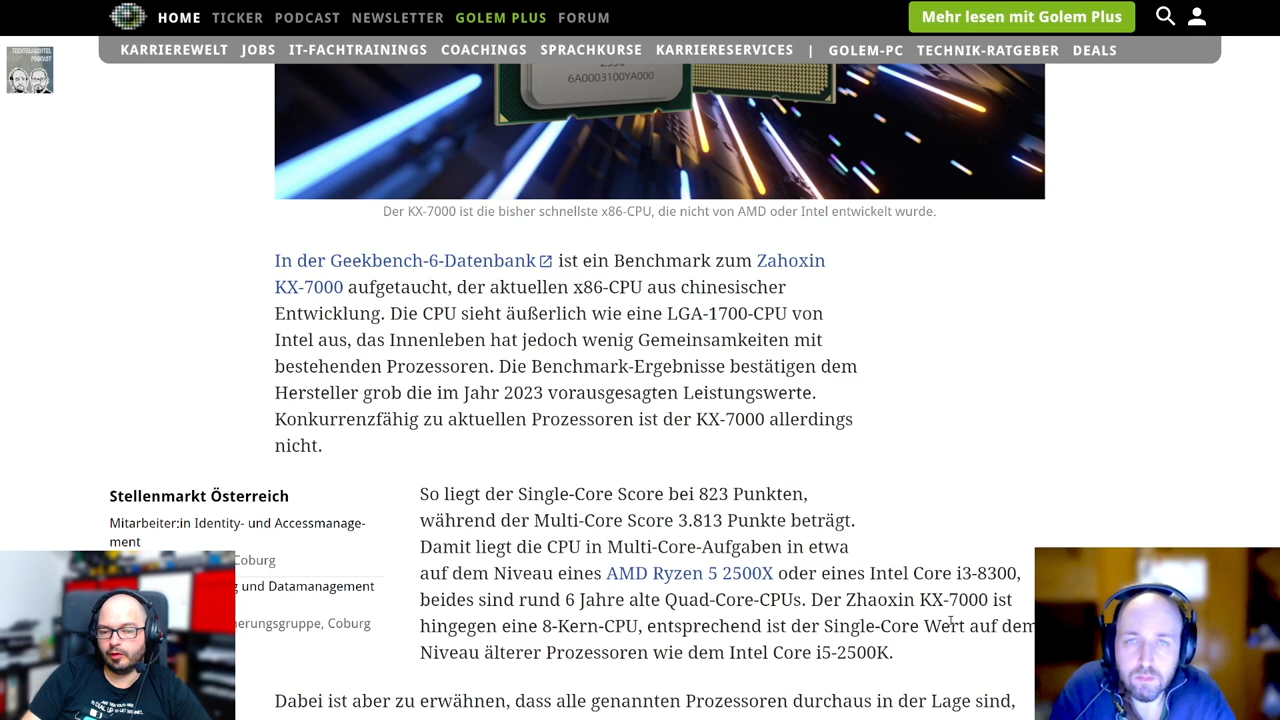 HOME TICKER PODCAST NEWSLETTER GOLEM PLUS FORUM
Mehr lesen mit Golem Plus
KARRIEREWELT JOBS IT-FACHTRAININGS COACHINGS SPRACHKURSE KARRIERESERVICES | GOLEM-PC TECHNIK-RATGEBER DEALS
PODCAST
6A0003100YA000
Der KX-7000 ist die bisher schnellste x86-CPU, die nicht von AMD oder Intel entwickelt wurde.
In der Geekbench-6-Datenbank ist ein Benchmark zum Zahoxin
KX-7000 aufgetaucht, der aktuellen x86-CPU aus chinesischer
Entwicklung. Die CPU sieht äußerlich wie eine LGA-1700-CPU von
Intel aus, das Innenleben hat jedoch wenig Gemeinsamkeiten mit
bestehenden Prozessoren. Die Benchmark-Ergebnisse bestätigen dem
Hersteller grob die im Jahr 2023 vorausgesagten Leistungswerte.
Konkurrenzfähig zu aktuellen Prozessoren ist der KX-7000 allerdings
nicht.
Stellenmarkt Österreich
Mitarbeiter:in Identity- und Accessmanage-
ment
Coburg
und Datamanagement
nerungsgruppe, Coburg
So liegt der Single-Core Score bei 823 Punkten,
während der Multi-Core Score 3.813 Punkte beträgt.
Damit liegt die CPU in Multi-Core-Aufgaben in etwa
auf dem Niveau eines AMD Ryzen 5 2500X oder eines Intel Core i3-8300,
beides sind rund 6 Jahre alte Quad-Core-CPUs. Der Zhaoxin KX-7000 ist
hingegen eine 8-Kern-CPU, entsprechend ist der Single-Core Wert auf dem
Niveau älterer Prozessoren wie dem Intel Core i5-2500K.
Dabei ist aber zu erwähnen, dass alle genannten Prozessoren durchaus in der Lage sind,